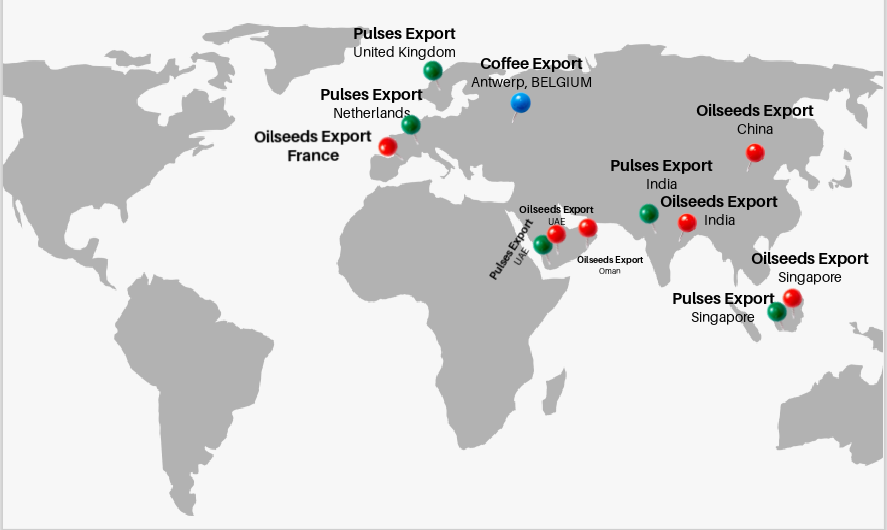 Pulses Export
United Kingdom
Coffee Export
Antwerp, BELGIUM
Pulses Export
Netherlands
Oilseeds Export
France
Oilseeds Export
China
Pulses Export
India
Oilseeds Export
India
Oilseeds Export
UAE
Pulses Export
UAE
Oilseeds Export
Oman
Oilseeds Export
Singapore
Pulses Export
Singapore